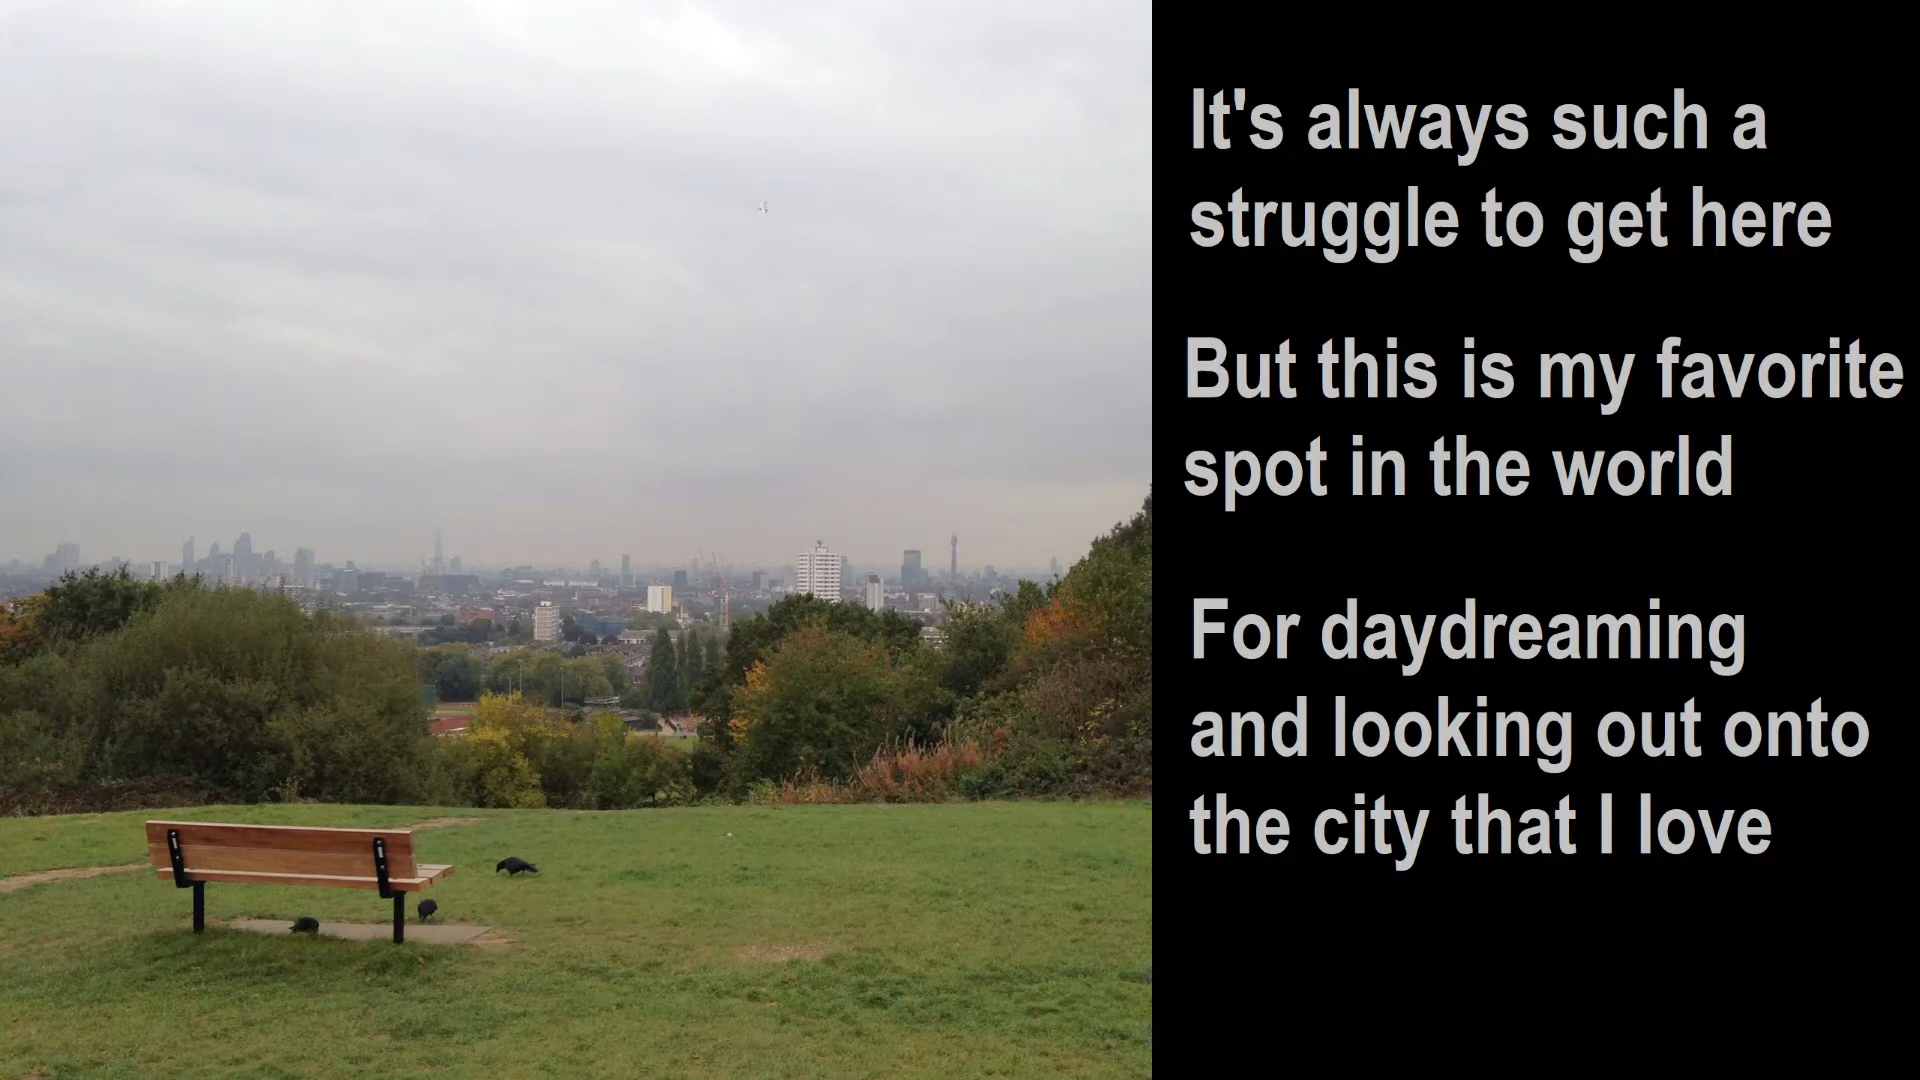 It's always such a
struggle to get here
But this is my favorite
spot in the world
For daydreaming
and looking out onto
the city that I love